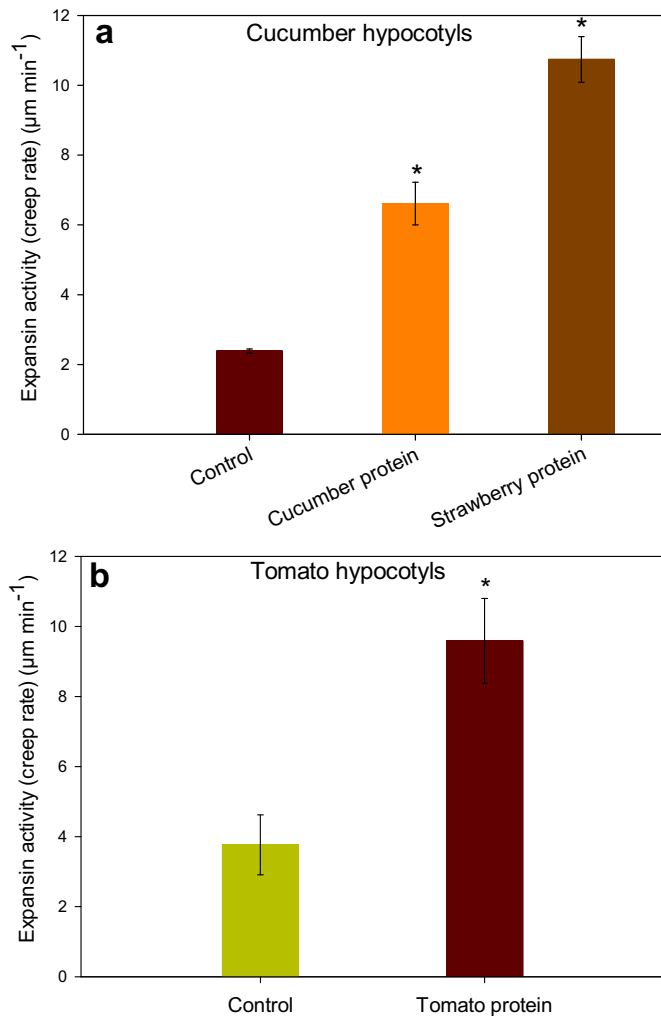 a
Cucumber hypocotyls
Expansin activity (creep rate) (µm min⁻¹)
12
10
8
6
4
2
0
*
*
Control
Cucumber protein
Strawberry protein
b
Tomato hypocotyls
Expansin activity (creep rate) (µm min⁻¹)
12
10
8
6
4
2
0
*
Control
Tomato protein